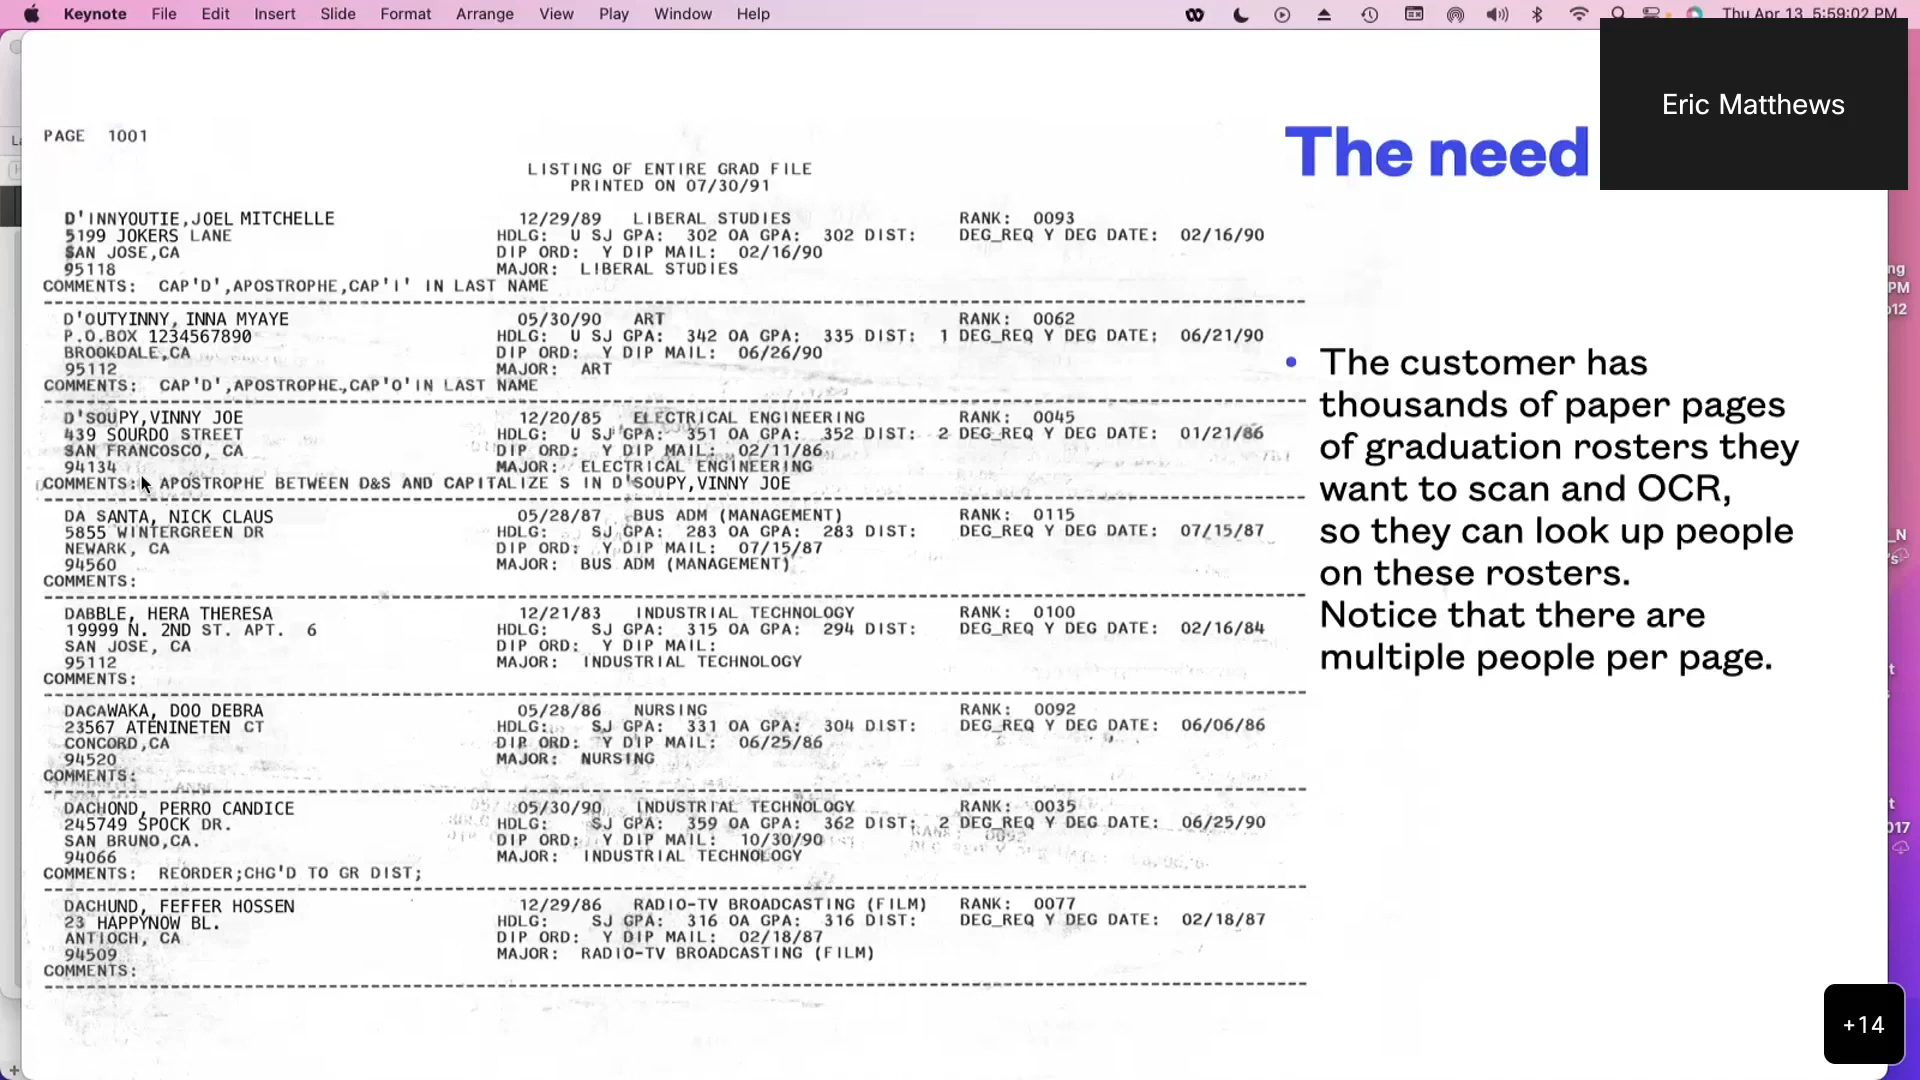 Keynote File Edit Insert Slide Format Arrange View Play Window Help Thu Apr 13 5:59:02 PM
Eric Matthews
PAGE 1001
The need
LISTING OF ENTIRE GRAD FILE
PRINTED ON 07/30/91
D'INNYOUTIE,JOEL MITCHELLE 12/29/89 LIBERAL STUDIES RANK: 0093
5199 JOKERS LANE HDLG: U SJ GPA: 302 OA GPA: 302 DIST: DEG_REQ Y DEG DATE: 02/16/90
SAN JOSE,CA DIP ORD: Y DIP MAIL: 02/16/90
95118 MAJOR: LIBERAL STUDIES
COMMENTS: CAP'D',APOSTROPHE,CAP'I' IN LAST NAME
D'OUTYINNY, INNA MYAYE 05/30/90 ART RANK: 0062
P.O.BOX 1234567890 HDLG: U SJ GPA: 342 OA GPA: 335 DIST: 1 DEG_REQ Y DEG DATE: 06/21/90
BROOKDALE,CA DIP ORD: Y DIP MAIL: 06/26/90
95112 MAJOR: ART
COMMENTS: CAP'D',APOSTROPHE.,CAP'O'IN LAST NAME
D'SOUPY,VINNY JOE 12/20/85 ELECTRICAL ENGINEERING RANK: 0045
439 SOURDO STREET HDLG: U SJ GPA: 351 OA GPA: 352 DIST: 2 DEG_REQ Y DEG DATE: 01/21/86
SAN FRANCOSCO, CA DIP ORD: Y DIP MAIL: 02/11/86
94134 MAJOR: ELECTRICAL ENGINEERING
COMMENTS: APOSTROPHE BETWEEN D&S AND CAPITALIZE S IN D'SOUPY,VINNY JOE
DA SANTA, NICK CLAUS 05/28/87 BUS ADM (MANAGEMENT) RANK: 0115
5855 WINTERGREEN DR HDLG: SJ GPA: 283 OA GPA: 283 DIST: DEG_REQ Y DEG DATE: 07/15/87
NEWARK, CA DIP ORD: Y DIP MAIL: 07/15/87
94560 MAJOR: BUS ADM (MANAGEMENT)
COMMENTS:
DABBLE, HERA THERESA 12/21/83 INDUSTRIAL TECHNOLOGY RANK: 0100
19999 N. 2ND ST. APT. 6 HDLG: SJ GPA: 315 OA GPA: 294 DIST: DEG_REQ Y DEG DATE: 02/16/84
SAN JOSE, CA DIP ORD: Y DIP MAIL:
95112 MAJOR: INDUSTRIAL TECHNOLOGY
COMMENTS:
DACAWAKA, DOO DEBRA 05/28/86 NURSING RANK: 0092
23567 ATENINETEN CT HDLG: SJ GPA: 331 OA GPA: 304 DIST: DEG_REQ Y DEG DATE: 06/06/86
CONCORD,CA DIP ORD: Y DIP MAIL: 06/25/86
94520 MAJOR: NURSING
COMMENTS:
DACHOND, PERRO CANDICE 05/30/90 INDUSTRIAL TECHNOLOGY RANK: 0035
245749 SPOCK DR. HDLG: SJ GPA: 359 OA GPA: 362 DIST: 2 DEG_REQ Y DEG DATE: 06/25/90
SAN BRUNO,CA. DIP ORD: Y DIP MAIL: 10/30/90
94066 MAJOR: INDUSTRIAL TECHNOLOGY
COMMENTS: REORDER;CHG'D TO GR DIST;
DACHUND, FEFFER HOSSEN 12/29/86 RADIO-TV BROADCASTING (FILM) RANK: 0077
23 HAPPYNOW BL. HDLG: SJ GPA: 316 OA GPA: 316 DIST: DEG_REQ Y DEG DATE: 02/18/87
ANTIOCH, CA DIP ORD: Y DIP MAIL: 02/18/87
94509 MAJOR: RADIO-TV BROADCASTING (FILM)
COMMENTS:
• The customer has
thousands of paper pages
of graduation rosters they
want to scan and OCR,
so they can look up people
on these rosters.
Notice that there are
multiple people per page.
+14